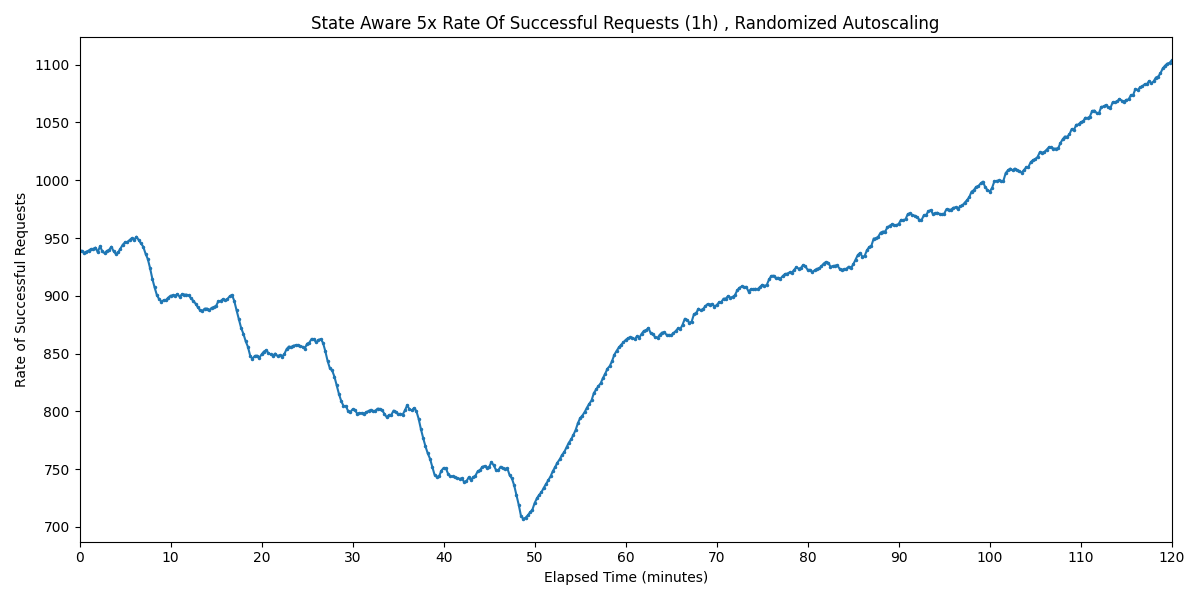 State Aware 5x Rate Of Successful Requests (1h) , Randomized Autoscaling
1100
1050
1000
950
900
850
800
750
700
Rate of Successful Requests
0 10 20 30 40 50 60 70 80 90 100 110 120
Elapsed Time (minutes)